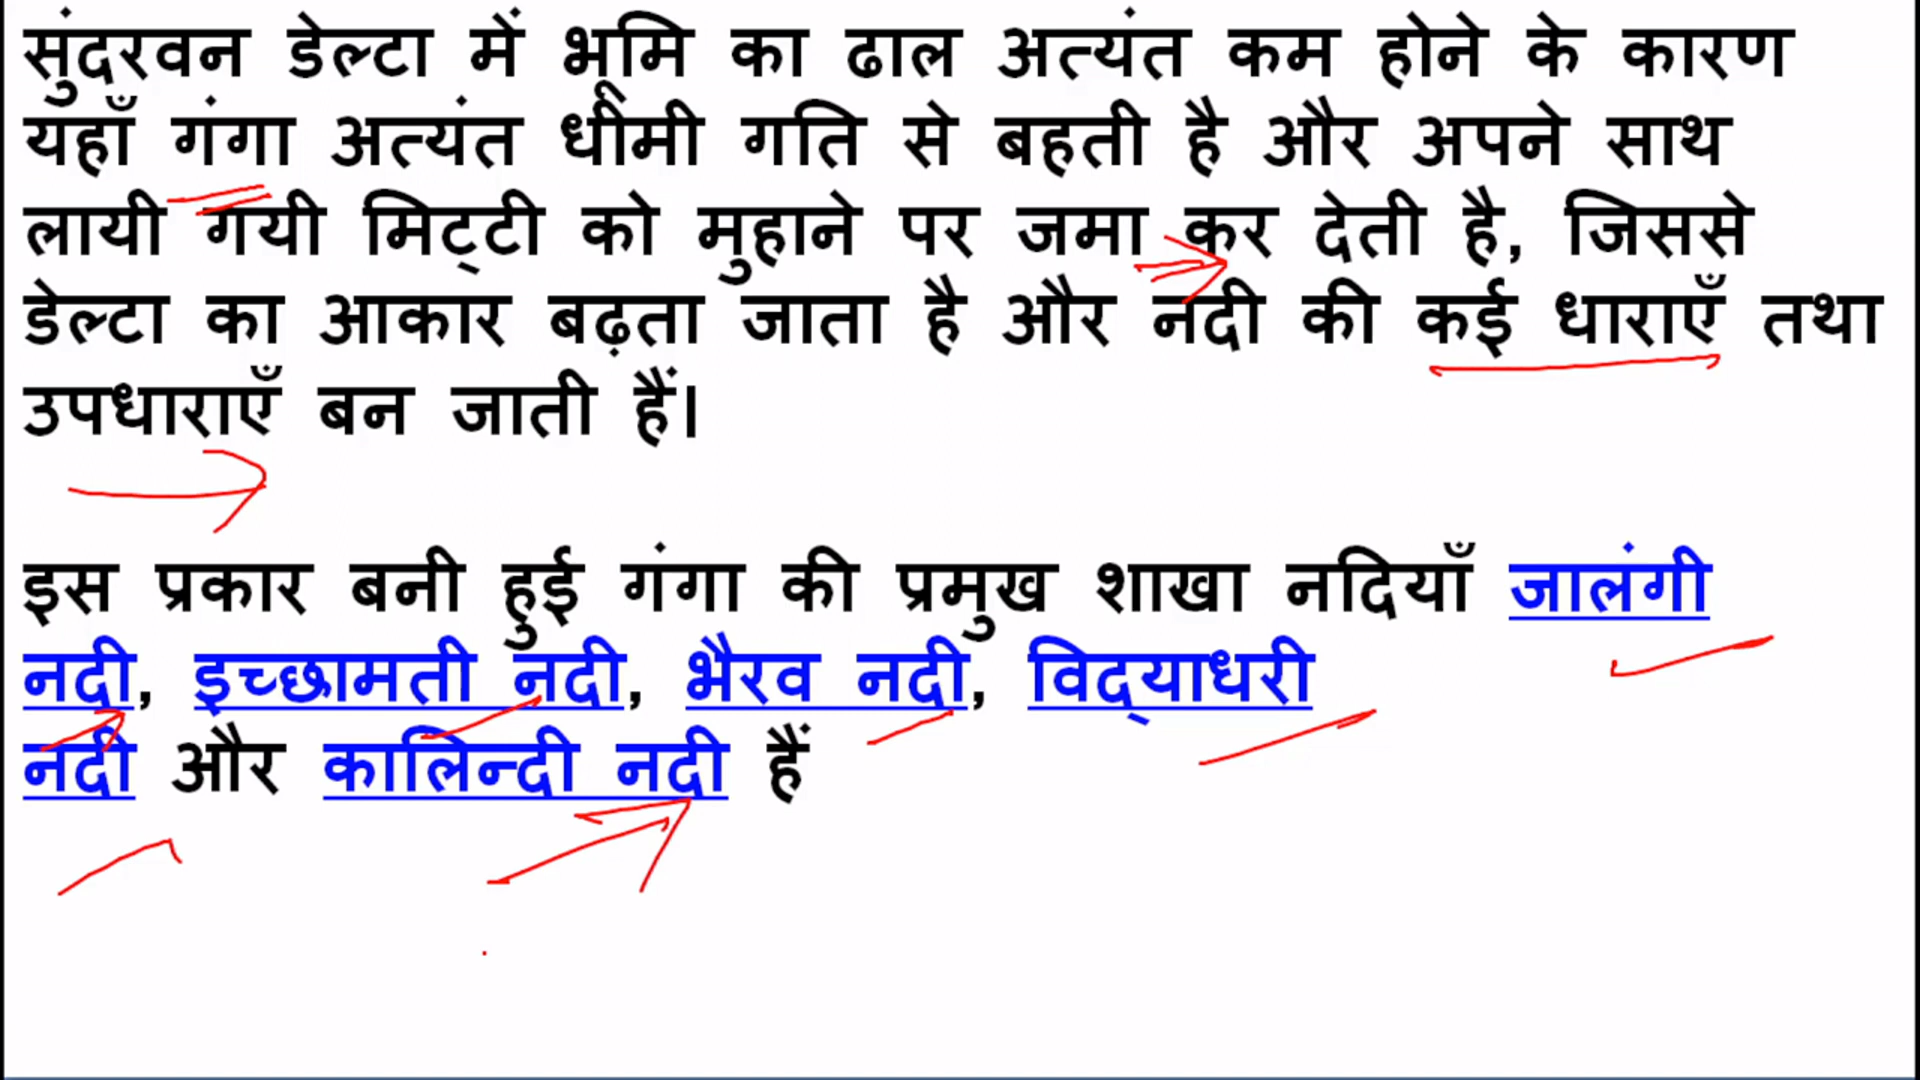 सुंदरवन डेल्टा में भूमि का ढाल अत्यंत कम होने के कारण
यहाँ गंगा अत्यंत धीमी गति से बहती है और अपने साथ
लायी गयी मिट्टी को मुहाने पर जमा कर देती है, जिससे
डेल्टा का आकार बढ़ता जाता है और नदी की कई धाराएँ तथा
उपधाराएँ बन जाती हैं।
इस प्रकार बनी हुई गंगा की प्रमुख शाखा नदियाँ जालंगी
नदी, इच्छामती नदी, भैरव नदी, विद्याधरी
नदी और कालिन्दी नदी हैं